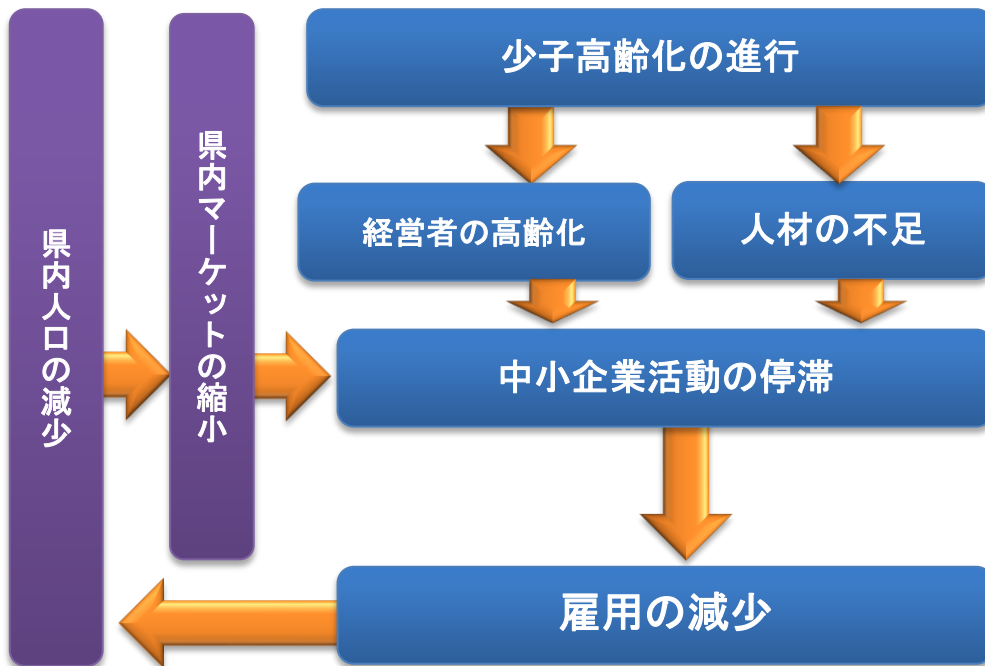 県内人口の減少
県内マーケットの縮小
少子高齢化の進行
経営者の高齢化
人材の不足
中小企業活動の停滞
雇用の減少